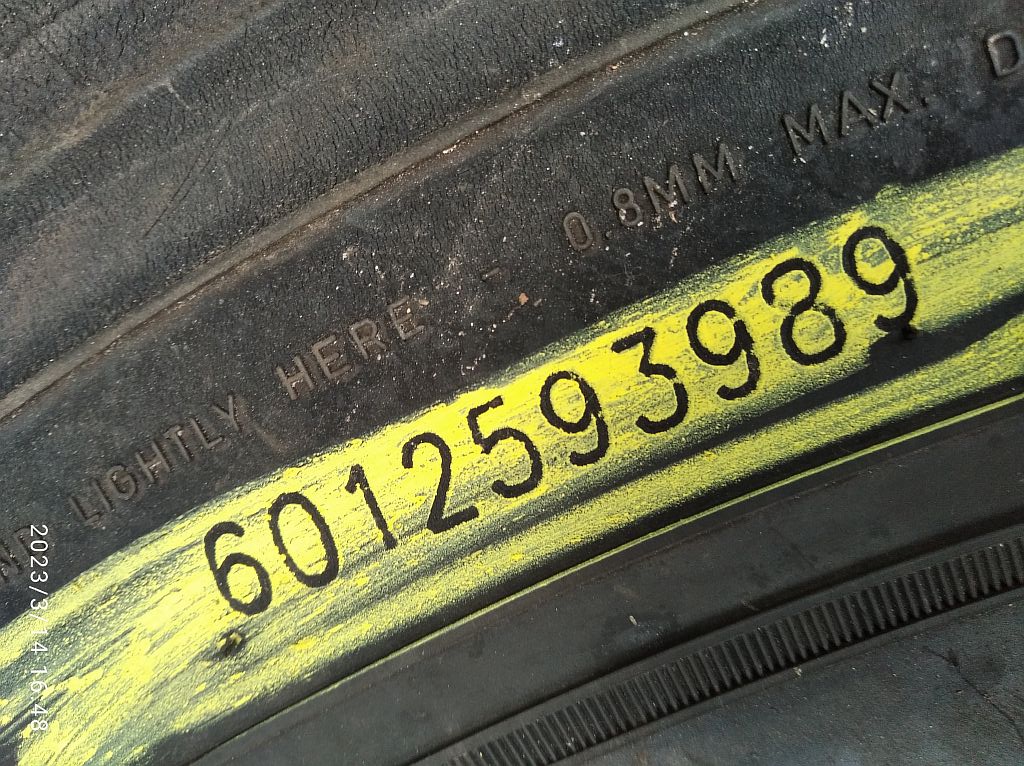 LIGHTLY HERE - 0.8MM MAX. D
6012593989
2023/3/14 16:48